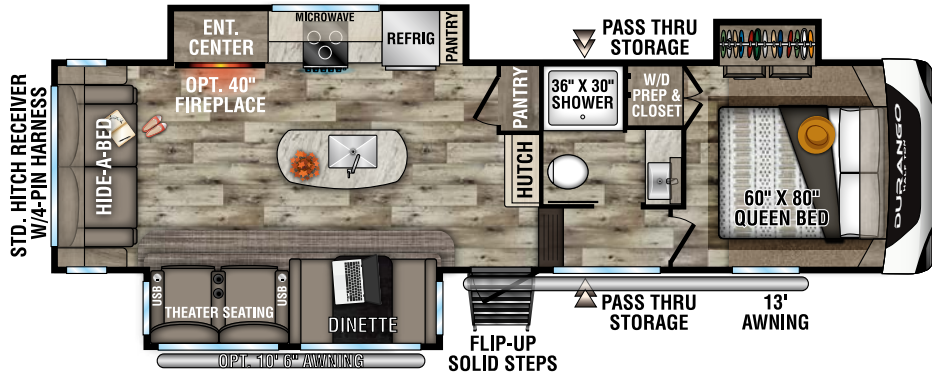 MICROWAVE
ENT.
CENTER
REFRIG
PANTRY
PASS THRU
STORAGE
OPT. 40"
FIREPLACE
PANTRY
36" X 30"
SHOWER
W/D
PREP &
CLOSET
STD. HITCH RECEIVER
W/4-PIN HARNESS
HIDE-A-BED
HUTCH
60" X 80"
QUEEN BED
DURANGO
HALF-TON
USB
USB
THEATER SEATING
DINETTE
OPT. 10' 6" AWNING
FLIP-UP
SOLID STEPS
PASS THRU
STORAGE
13'
AWNING